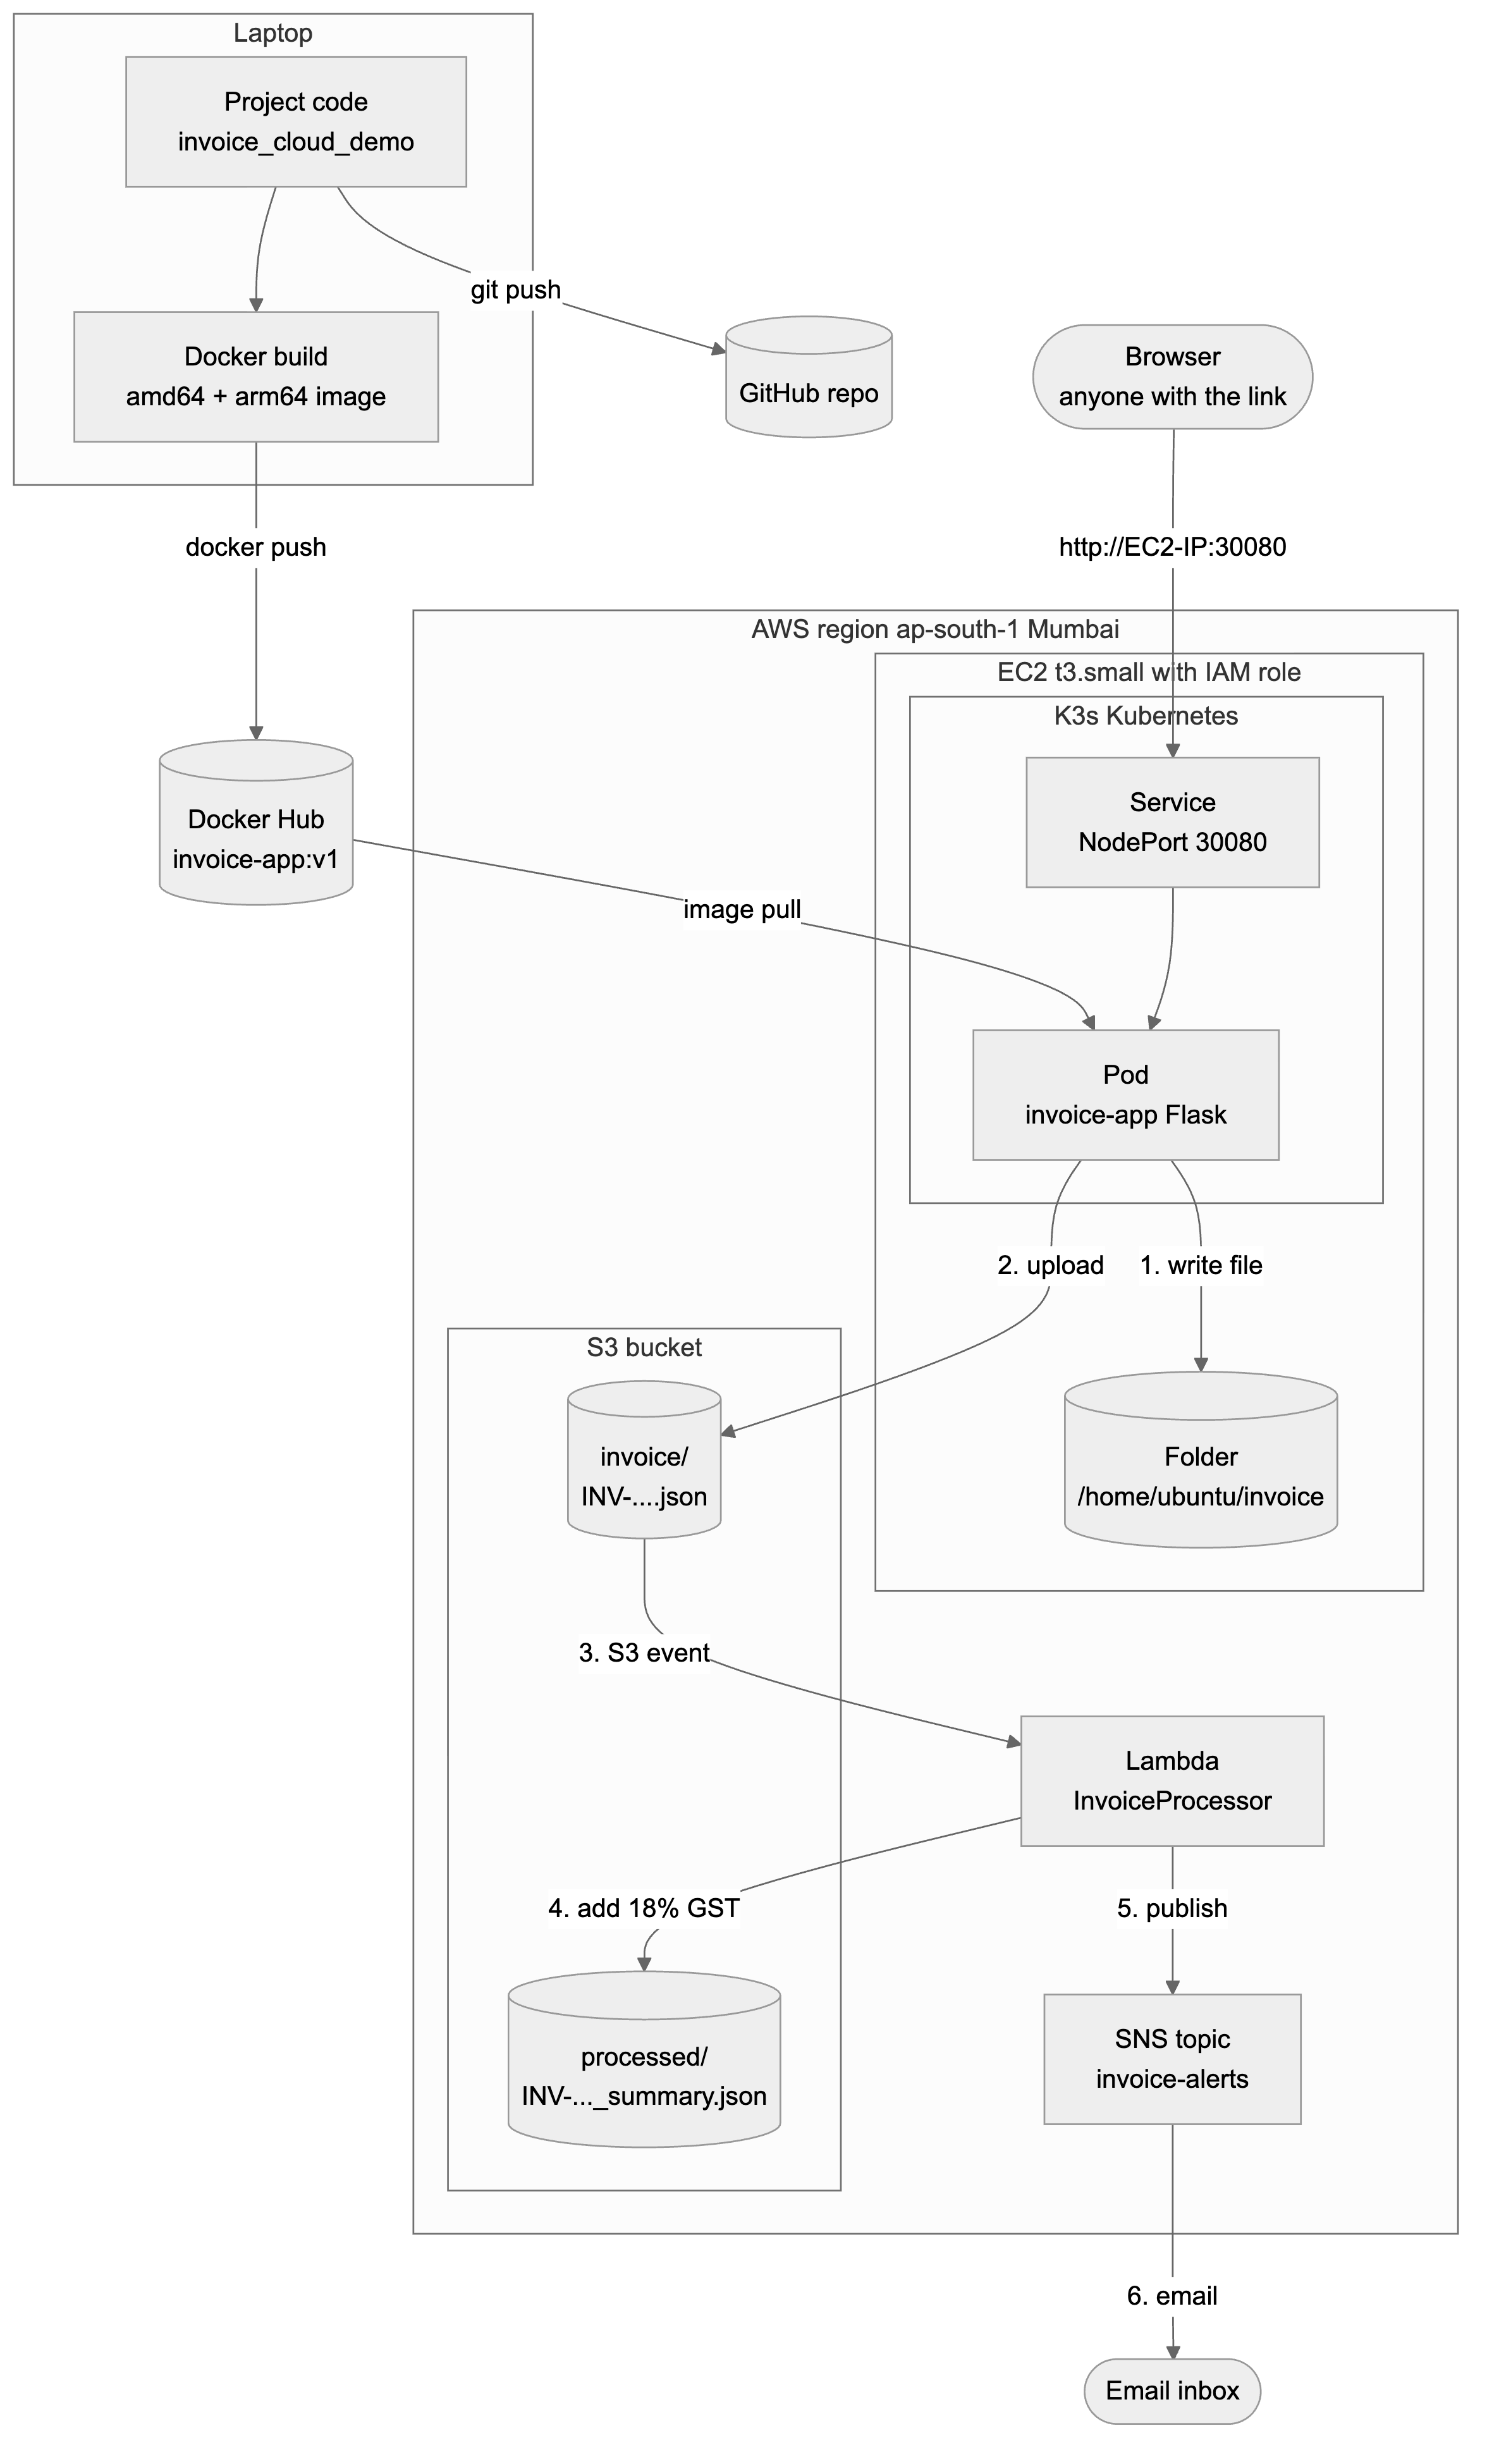 Laptop
Project code
invoice_cloud_demo
git push
Docker build
amd64 + arm64 image
GitHub repo
Browser
anyone with the link
docker push
http://EC2-IP:30080
AWS region ap-south-1 Mumbai
EC2 t3.small with IAM role
K3s Kubernetes
Service
NodePort 30080
Docker Hub
invoice-app:v1
image pull
Pod
invoice-app Flask
2. upload
1. write file
S3 bucket
invoice/
INV-....json
Folder
/home/ubuntu/invoice
3. S3 event
Lambda
InvoiceProcessor
4. add 18% GST
5. publish
processed/
INV-..._summary.json
SNS topic
invoice-alerts
6. email
Email inbox